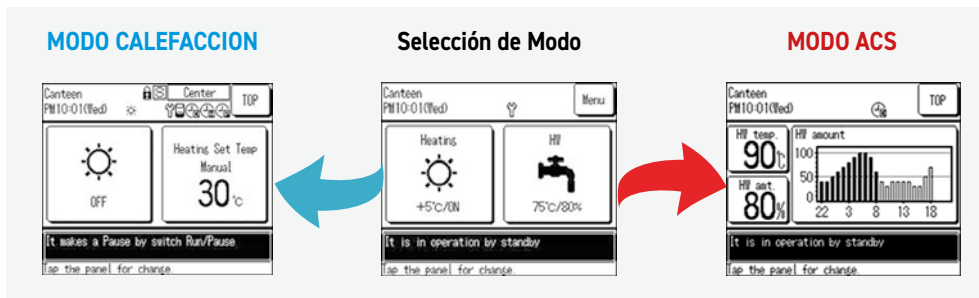 MODO CALEFACCION
Selección de Modo
MODO ACS
Canteen
S Center
PM10:01(Wed)
TOP
OFF
Heating Set Temp
Manual
30°C
It makes a Pause by switch Run/Pause
Tap the panel for change.
Canteen
PM10:01(Wed)
Menu
Heating
+5°C/ON
HW
75°C/80%
It is in operation by standby
Tap the panel for change.
Canteen
PM10:01(Wed)
TOP
HW temp.
90°C
HW amt.
80%
HW amount
100
50
0
22 3 8 13 18
It is in operation by standby
Tap the panel for change.